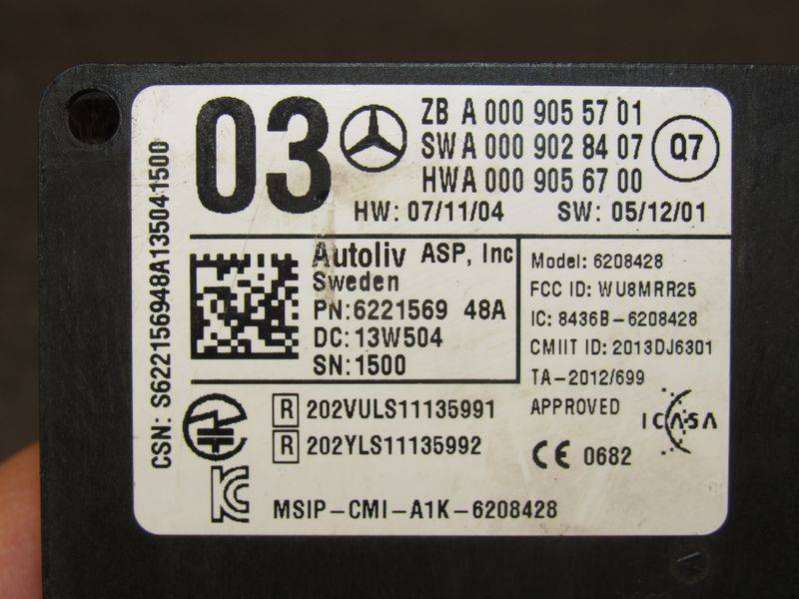 03
ZB A 000 905 57 01
SW A 000 902 84 07
HW A 000 905 67 00
Q7
HW: 07/11/04 SW: 05/12/01
CSN: S622156948A135041500
Autoliv ASP, Inc
Sweden
PN:6221569 48A
DC:13W504
SN:1500
Model: 6208428
FCC ID: WU8MRR25
IC: 8436B-6208428
CMIIT ID: 2013DJ6301
TA-2012/699
APPROVED
ICASA
CE 0682
R 202VULS11135991
R 202YLS11135992
MSIP-CMI-A1K-6208428